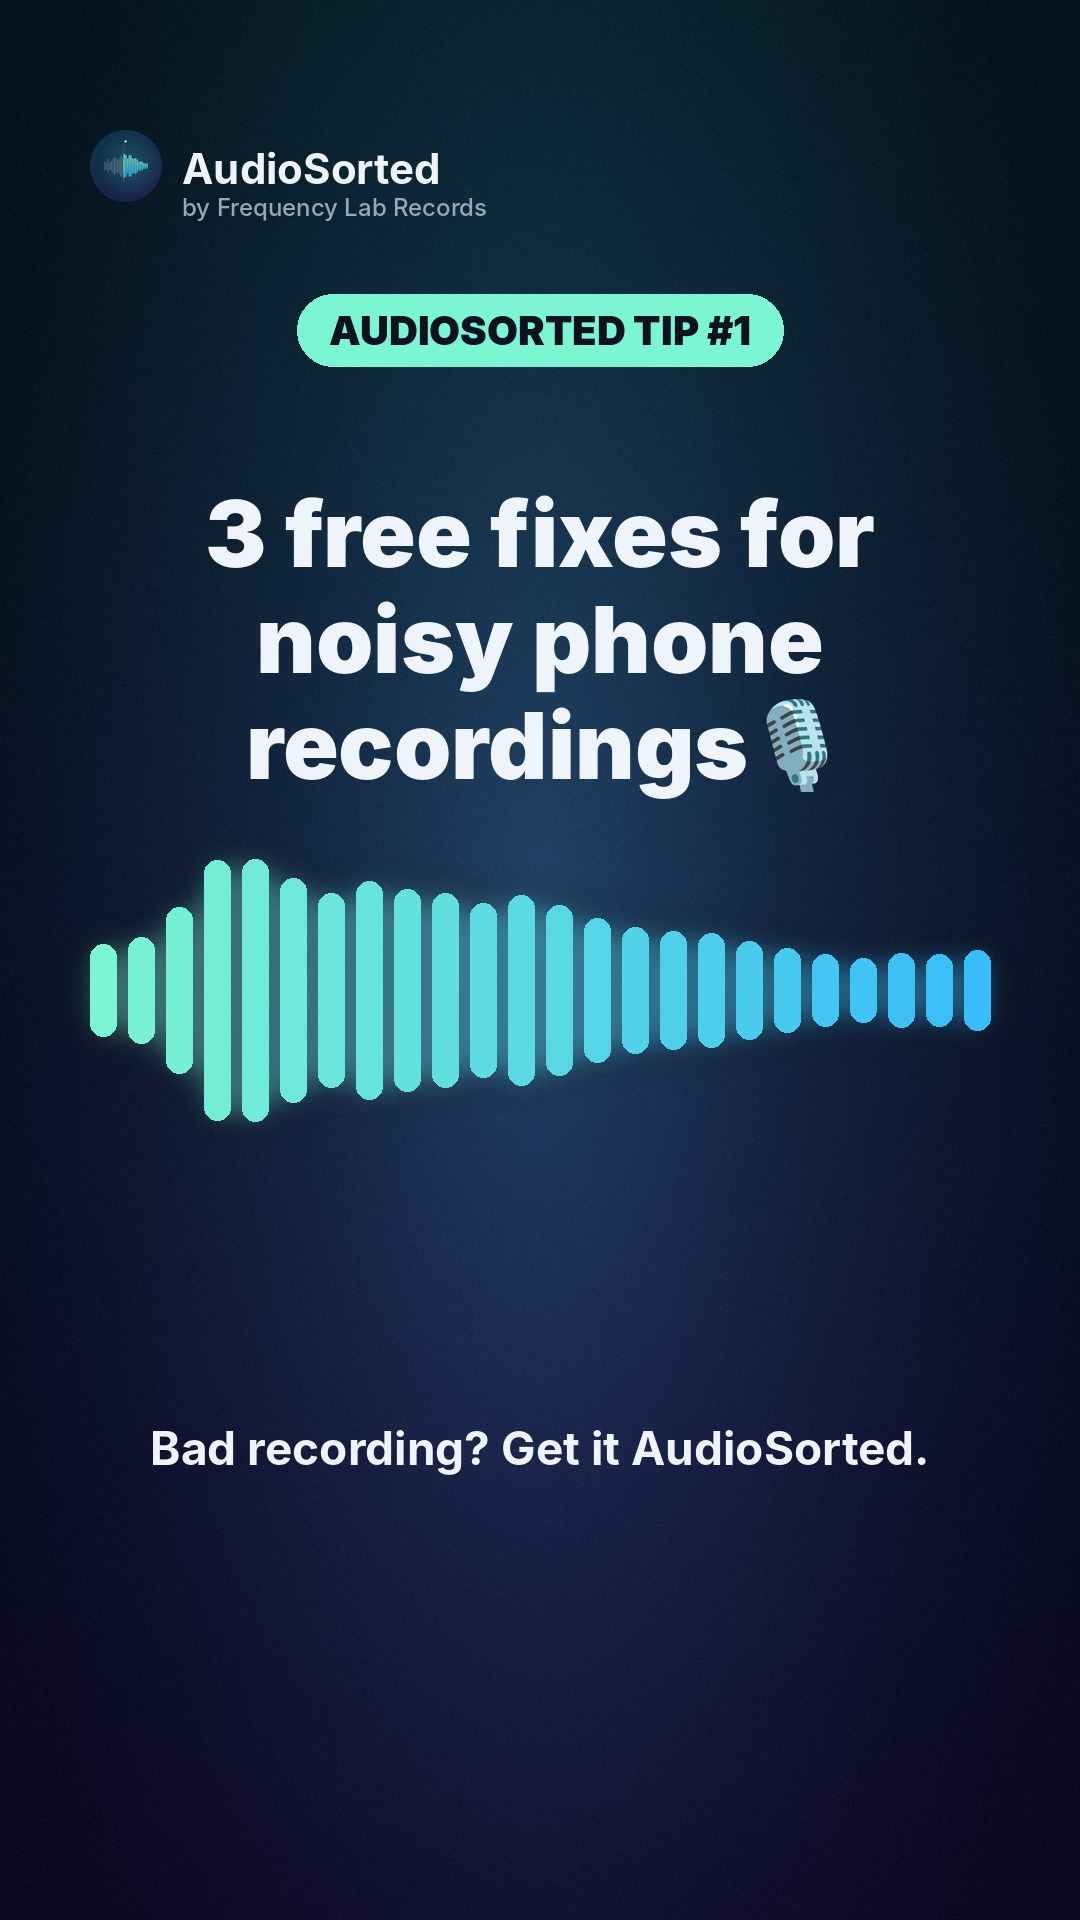 AudioSorted
by Frequency Lab Records
AUDIOSORTED TIP #1
3 free fixes for
noisy phone
recordings🎙️
Bad recording? Get it AudioSorted.